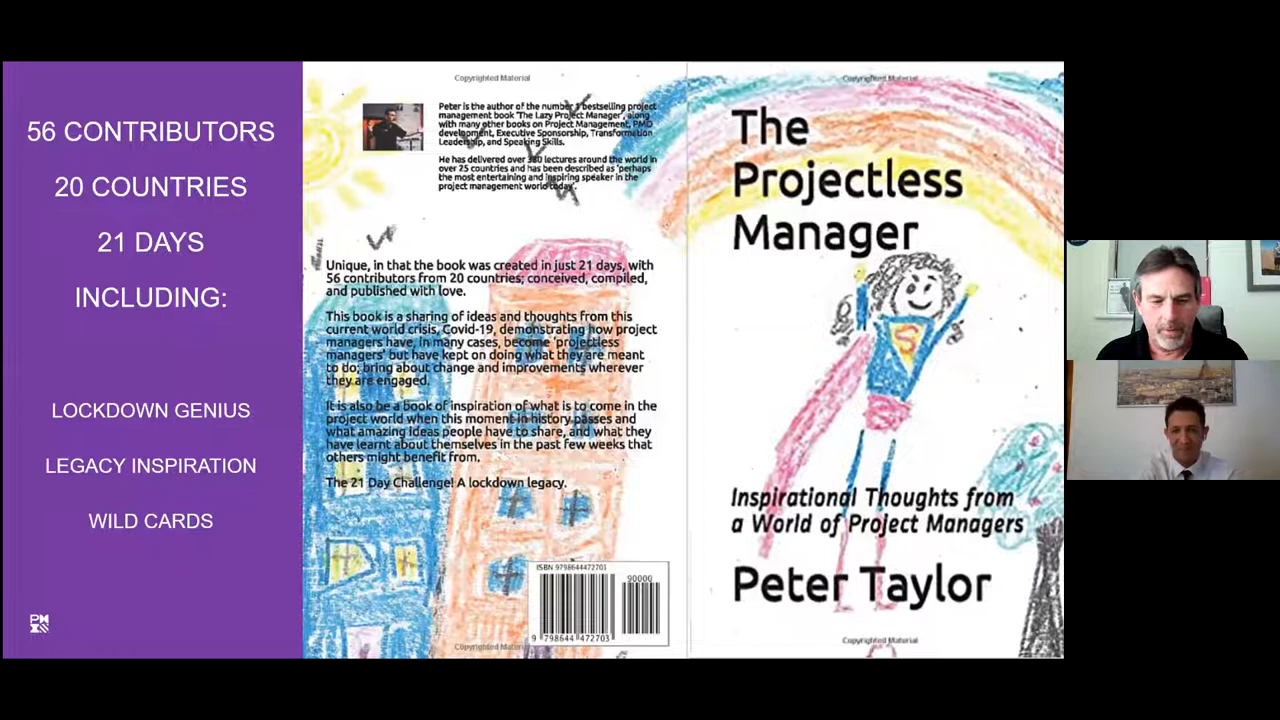 56 CONTRIBUTORS
20 COUNTRIES
21 DAYS
INCLUDING:
LOCKDOWN GENIUS
LEGACY INSPIRATION
WILD CARDS
PM
Copyrighted Material
Peter is the author of the number 1 bestselling project
management book 'The Lazy Project Manager', along
with many other books on Project Management, PMO
development, Executive Sponsorship, Transformation
Leadership, and Speaking Skills.
He has delivered over 380 lectures around the world in
over 25 countries and has been described as 'perhaps
the most entertaining and inspiring speaker in the
project management world today'.
Unique, in that the book was created in just 21 days, with
56 contributors from 20 countries; conceived, compiled,
and published with love.
This book is a sharing of ideas and thoughts from this
current world crisis, Covid-19, demonstrating how project
managers have, in many cases, become 'projectless
managers' but have kept on doing what they are meant
to do; bring about change and improvements wherever
they are engaged.
It is also be a book of inspiration of what is to come in the
project world when this moment in history passes and
what amazing ideas people have to share, and what they
have learnt about themselves in the past few weeks that
others might benefit from.
The 21 Day Challenge! A lockdown legacy.
ISBN 9798644472703
90000
9 798644 472703
Copyrighted Material
Copyrighted Material
The
Projectless
Manager
S
Inspirational Thoughts from
a World of Project Managers
Peter Taylor
Copyrighted Material